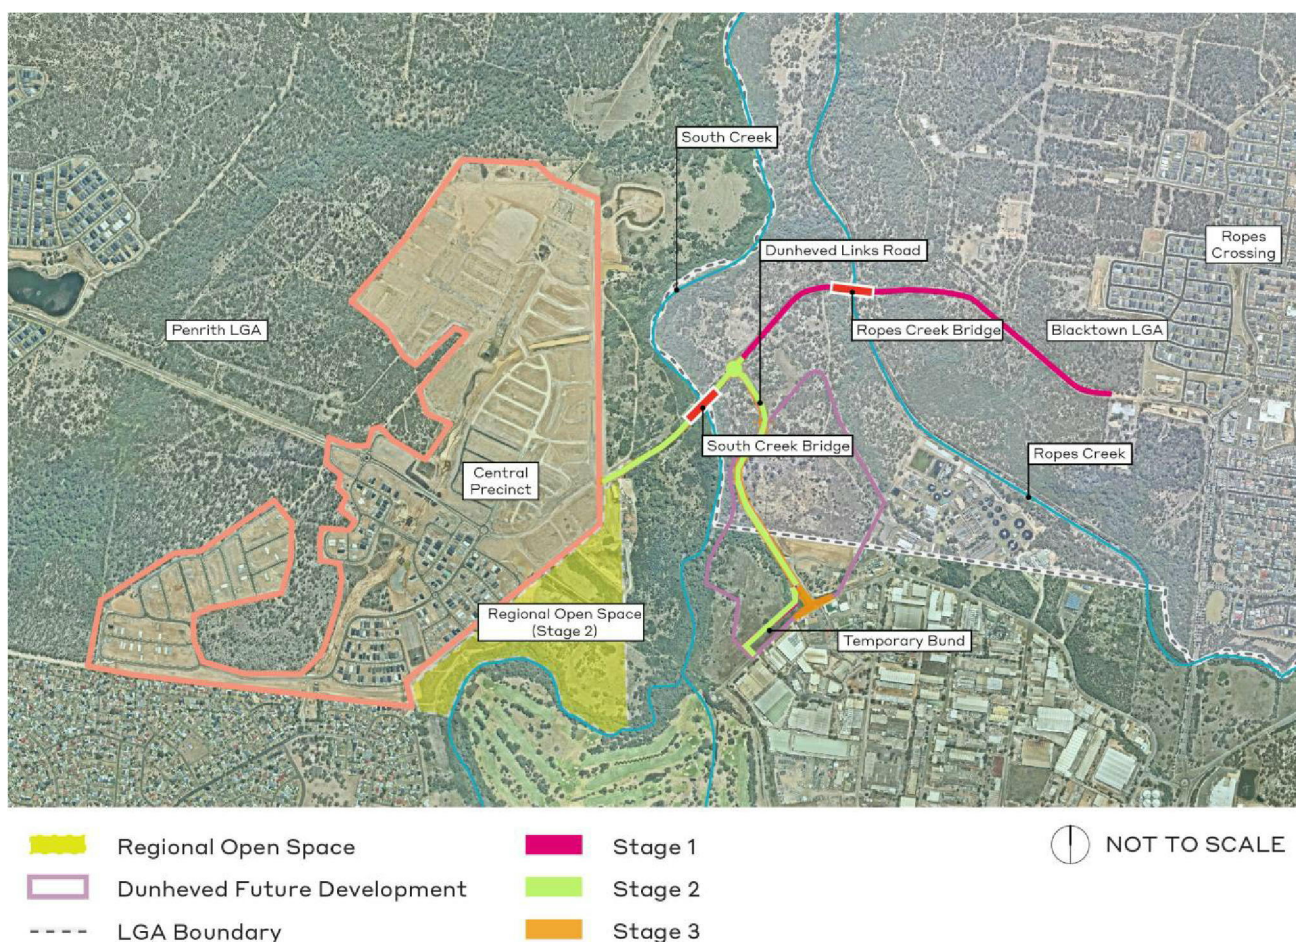 South Creek
Dunheved Links Road
Ropes
Crossing
Penrith LGA
Ropes Creek Bridge
Blacktown LGA
South Creek Bridge
Ropes Creek
Central
Precinct
Regional Open Space
(Stage 2)
Temporary Bund
Regional Open Space
Dunheved Future Development
LGA Boundary
Stage 1
Stage 2
Stage 3
NOT TO SCALE